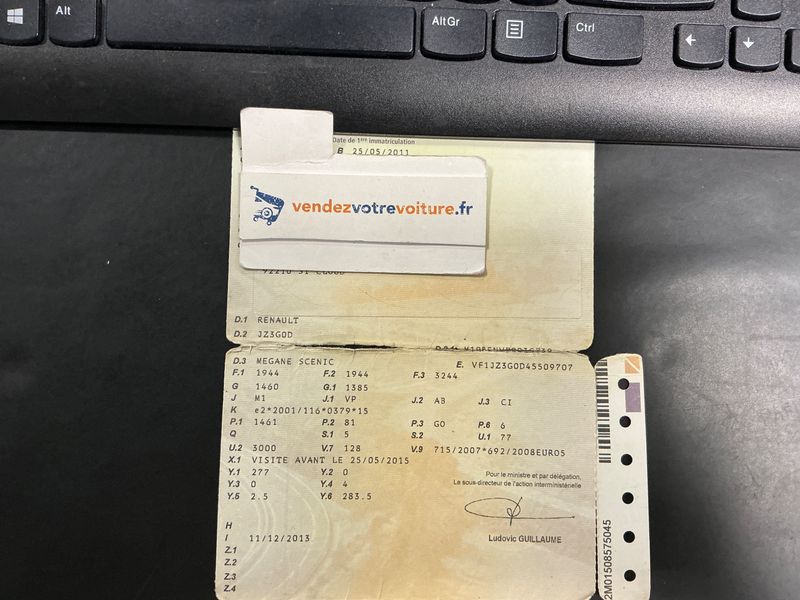 Alt
AltGr
Ctrl
Date de 1ère immatriculation
B 25/05/2011
vendezvotrevoiture.fr
92210 ST CLOUD
D.1 RENAULT
D.2 JZ3G0D
D.3 MEGANE SCENIC E. VF1JZ3G0D45509707
F.1 1944 F.2 1944 F.3 3244
G 1460 G.1 1385
J M1 J.1 VP J.2 AB J.3 CI
K e2*2001/116*0379*15
P.1 1461 P.2 81 P.3 GO P.6 6
Q S.1 5 S.2 U.1 77
U.2 3000 V.7 128 V.9 715/2007*692/2008EURO5
X.1 VISITE AVANT LE 25/05/2015
Y.1 277 Y.2 0
Y.3 0 Y.4 4
Y.5 2.5 Y.6 283.5
Pour le ministre et par délégation,
Le sous-directeur de l'action interministérielle
H
I 11/12/2013
Ludovic GUILLAUME
Z.1
Z.2
Z.3
Z.4
2M01508575045